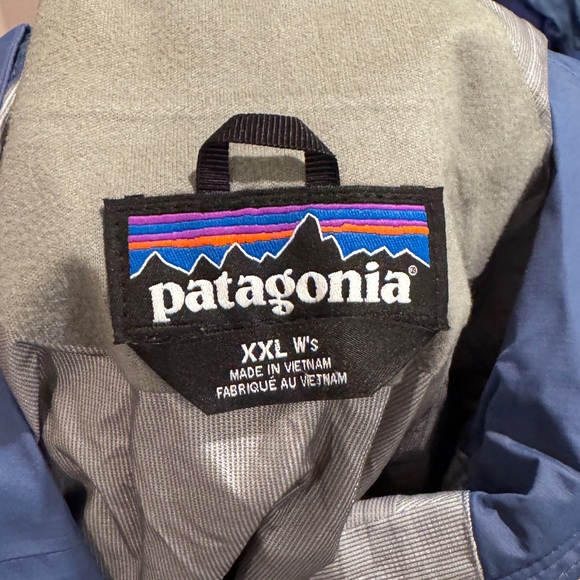 patagonia®
XXL W's
MADE IN VIETNAM
FABRIQUÉ AU VIETNAM